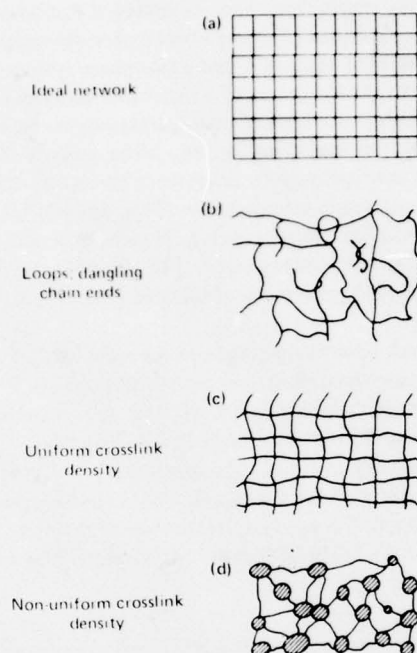 (a)
Ideal network
(b)
Loops; dangling
chain ends
(c)
Uniform crosslink
density
(d)
Non-uniform crosslink
density